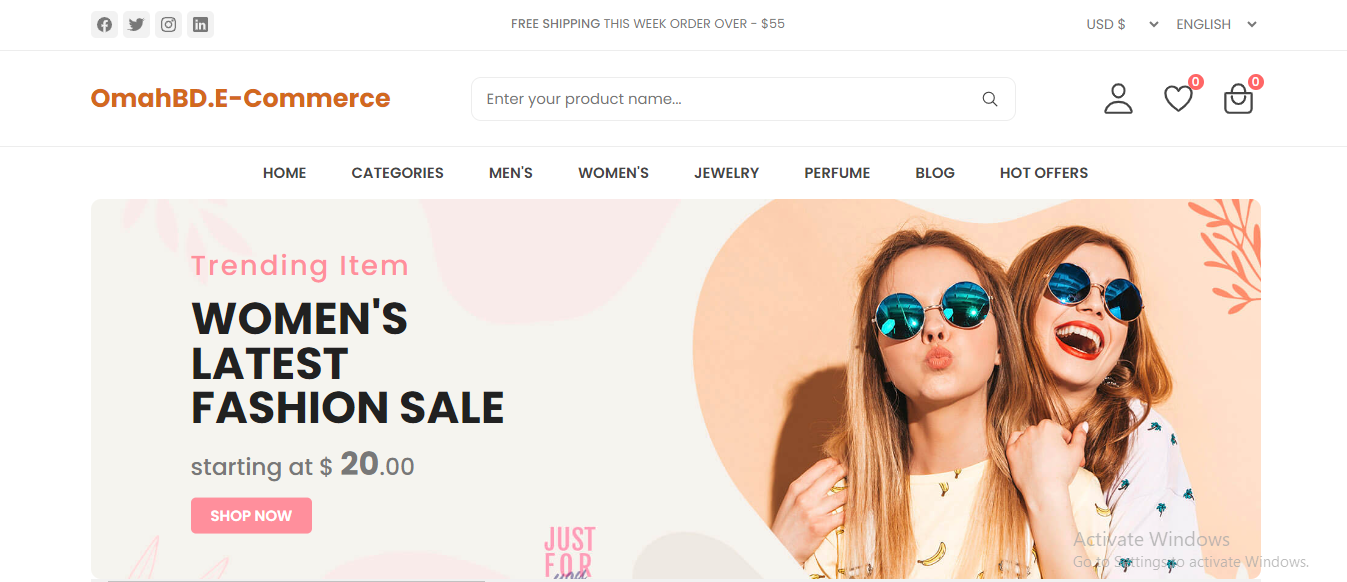 FREE SHIPPING THIS WEEK ORDER OVER - $55
USD $
ENGLISH
OmahBD.E-Commerce
Enter your product name...
0
0
HOME
CATEGORIES
MEN'S
WOMEN'S
JEWELRY
PERFUME
BLOG
HOT OFFERS
Trending Item
WOMEN'S
LATEST
FASHION SALE
starting at $ 20.00
SHOP NOW
JUST
FOR
you
Activate Windows
Go to Settings to activate Windows.